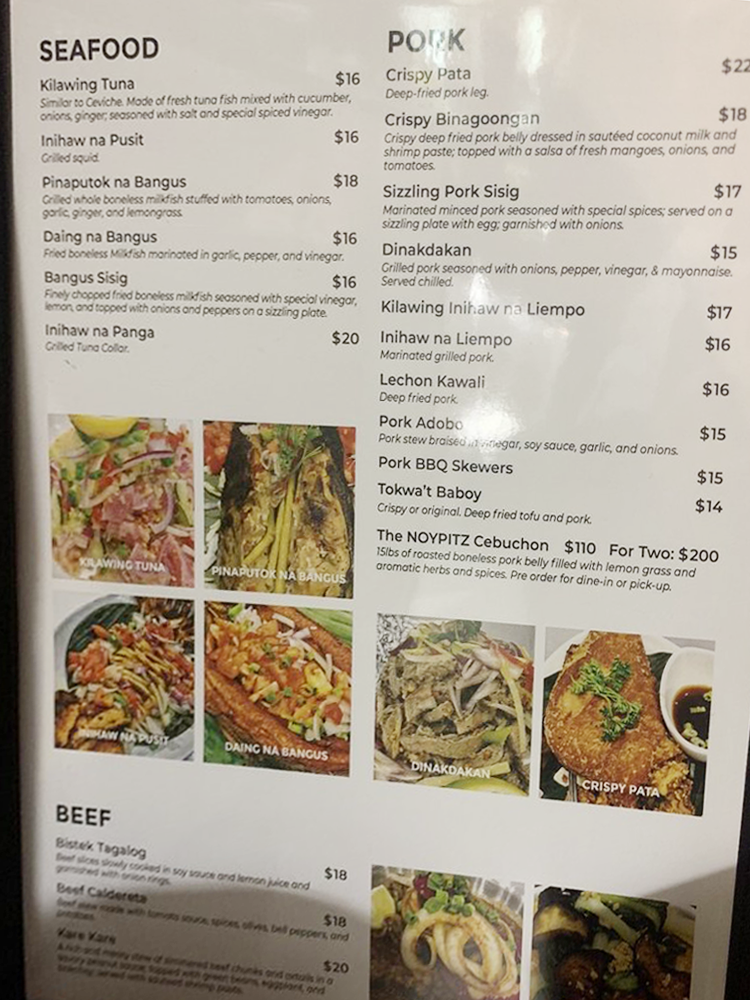 SEAFOOD
Kilawing Tuna $16
Similar to Ceviche. Made of fresh tuna fish mixed with cucumber,
onions, ginger; seasoned with salt and special spiced vinegar.
Inihaw na Pusit $16
Grilled squid.
Pinaputok na Bangus $18
Grilled whole boneless milkfish stuffed with tomatoes, onions,
garlic, ginger, and lemongrass.
Daing na Bangus $16
Fried boneless Milkfish marinated in garlic, pepper, and vinegar.
Bangus Sisig $16
Finely chopped fried boneless milkfish seasoned with special vinegar,
lemon, and topped with onions and peppers on a sizzling plate.
Inihaw na Panga $20
Grilled Tuna Collar.
KILAWING TUNA
PINAPUTOK NA BANGUS
INIHAW NA PUSIT
DAING NA BANGUS
BEEF
Bistek Tagalog $18
Beef slices slowly cooked in soy sauce and lemon juice and
garnished with onion rings.
Beef Caldereta $18
Beef stew made with tomato sauce, spices, olives, bell peppers, and
potatoes.
Kare Kare $20
A rich and meaty stew of simmered beef chunks and oxtails in a
savory peanut sauce; topped with green beans, eggplant, and
bokchoy; served with sautéed shrimp paste.
PORK
Crispy Pata $22
Deep-fried pork leg.
Crispy Binagoongan $18
Crispy deep fried pork belly dressed in sautéed coconut milk and
shrimp paste; topped with a salsa of fresh mangoes, onions, and
tomatoes.
Sizzling Pork Sisig $17
Marinated minced pork seasoned with special spices; served on a
sizzling plate with egg; garnished with onions.
Dinakdakan $15
Grilled pork seasoned with onions, pepper, vinegar, & mayonnaise.
Served chilled.
Kilawing Inihaw na Liempo $17
Inihaw na Liempo $16
Marinated grilled pork.
Lechon Kawali $16
Deep fried pork.
Pork Adobo $15
Pork stew braised in vinegar, soy sauce, garlic, and onions.
Pork BBQ Skewers $15
Tokwa't Baboy $14
Crispy or original. Deep fried tofu and pork.
The NOYPITZ Cebuchon $110 For Two: $200
15lbs of roasted boneless pork belly filled with lemon grass and
aromatic herbs and spices. Pre order for dine-in or pick-up.
DINAKDAKAN
CRISPY PATA